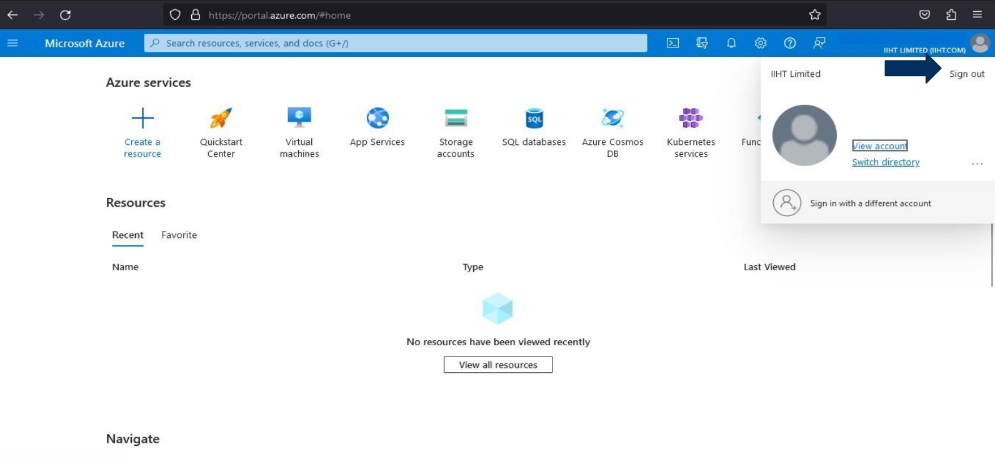 https://portal.azure.com/#home
Microsoft Azure
Search resources, services, and docs (G+/)
IIHT LIMITED (IIHT.COM)
IIHT Limited
Sign out
View account
Switch directory
...
Sign in with a different account
Azure services
Create a
resource
Quickstart
Center
Virtual
machines
App Services
Storage
accounts
SQL
SQL databases
Azure Cosmos
DB
Kubernetes
services
Func
Resources
Recent
Favorite
Name
Type
Last Viewed
No resources have been viewed recently
View all resources
Navigate